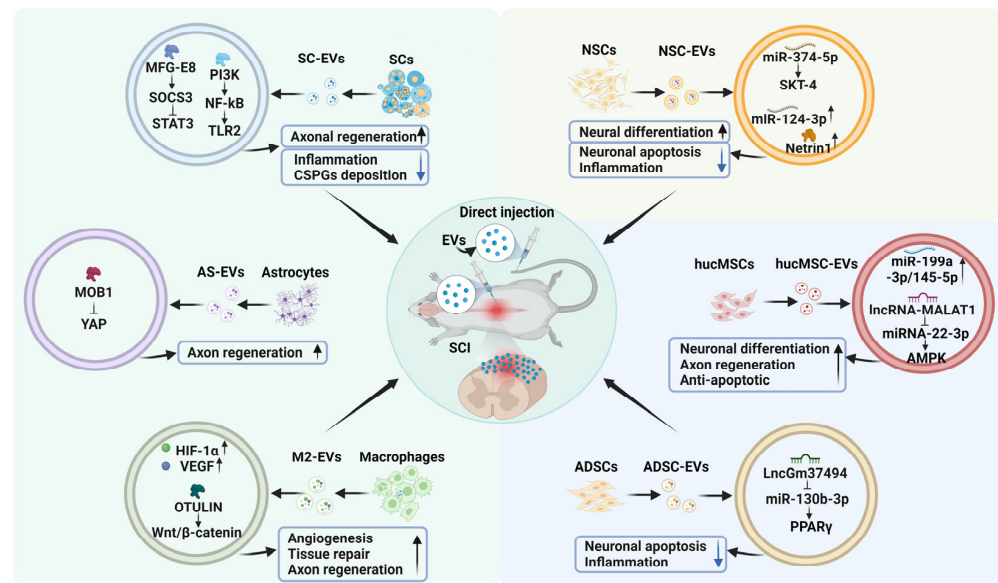 MFG-E8
SOCS3
STAT3
PI3K
NF-kB
TLR2
SC-EVs
SCs
Axonal regeneration
Inflammation
CSPGs deposition
NSCs
NSC-EVs
miR-374-5p
SKT-4
miR-124-3p
Netrin1
Neural differentiation
Neuronal apoptosis
Inflammation
Direct injection
EVs
SCI
MOB1
YAP
AS-EVs
Astrocytes
Axon regeneration
hucMSCs
hucMSC-EVs
miR-199a
-3p/145-5p
lncRNA-MALAT1
miRNA-22-3p
AMPK
Neuronal differentiation
Axon regeneration
Anti-apoptotic
HIF-1α
VEGF
OTULIN
Wnt/β-catenin
M2-EVs
Macrophages
Angiogenesis
Tissue repair
Axon regeneration
ADSCs
ADSC-EVs
LncGm37494
miR-130b-3p
PPARγ
Neuronal apoptosis
Inflammation